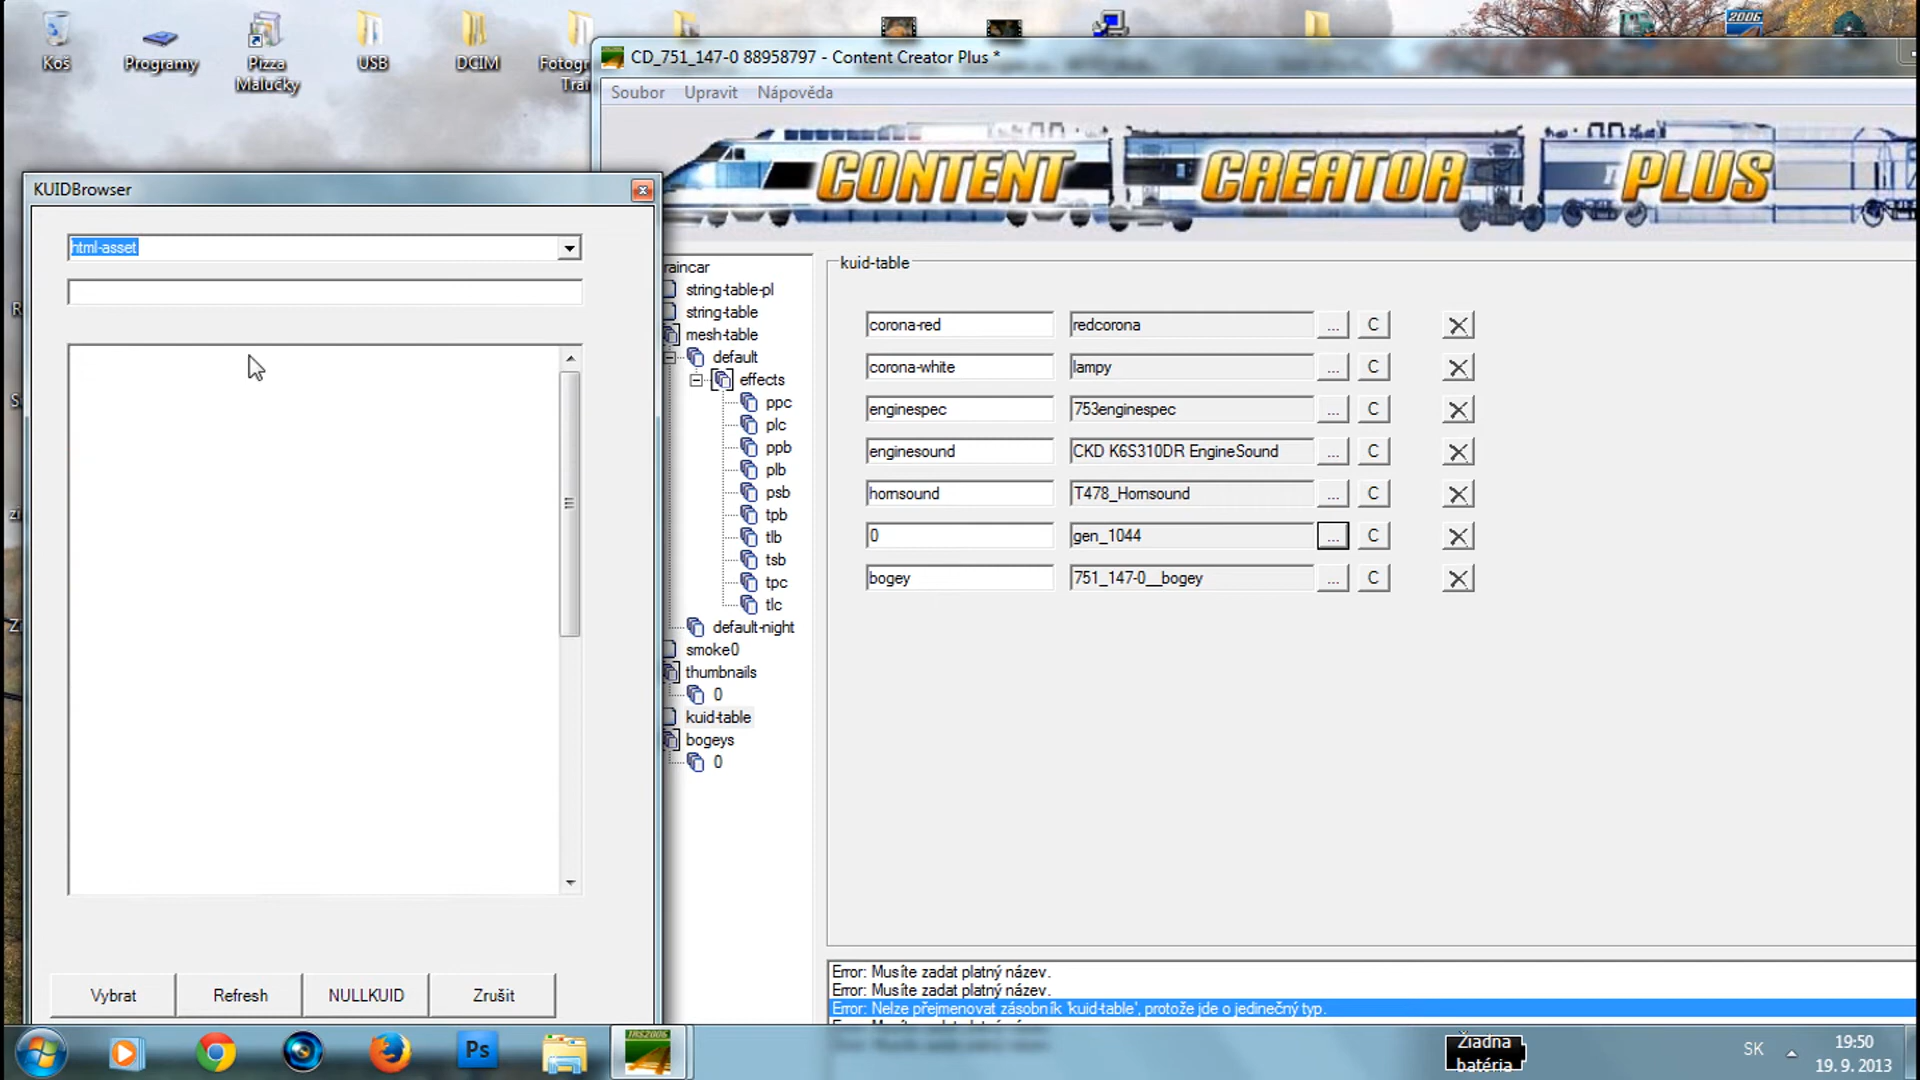 Koš
Programy
Pizza
Malučky
USB
DCIM
Fotogr
Trai
2006
CD_751_147-0 88958797 - Content Creator Plus *
Soubor Upravit Nápověda
CONTENT CREATOR PLUS
KUIDBrowser
html-asset
raincar
string-table-pl
string-table
mesh-table
default
effects
ppc
plc
ppb
plb
psb
tpb
tlb
tsb
tpc
tlc
default-night
smoke0
thumbnails
0
kuid-table
bogeys
0
kuid-table
corona-red redcorona ... C
corona-white lampy ... C
enginespec 753enginespec ... C
enginesound CKD K6S310DR EngineSound ... C
hornsound T478_Hornsound ... C
0 gen_1044 ... C
bogey 751_147-0__bogey ... C
Vybrat Refresh NULLKUID Zrušit
Error: Musíte zadat platný název.
Error: Musíte zadat platný název.
Error: Nelze přejmenovat zásobník 'kuid-table', protože jde o jedinečný typ.
Ps
TRS2006
Žiadna
batéria
SK
19:50
19. 9. 2013